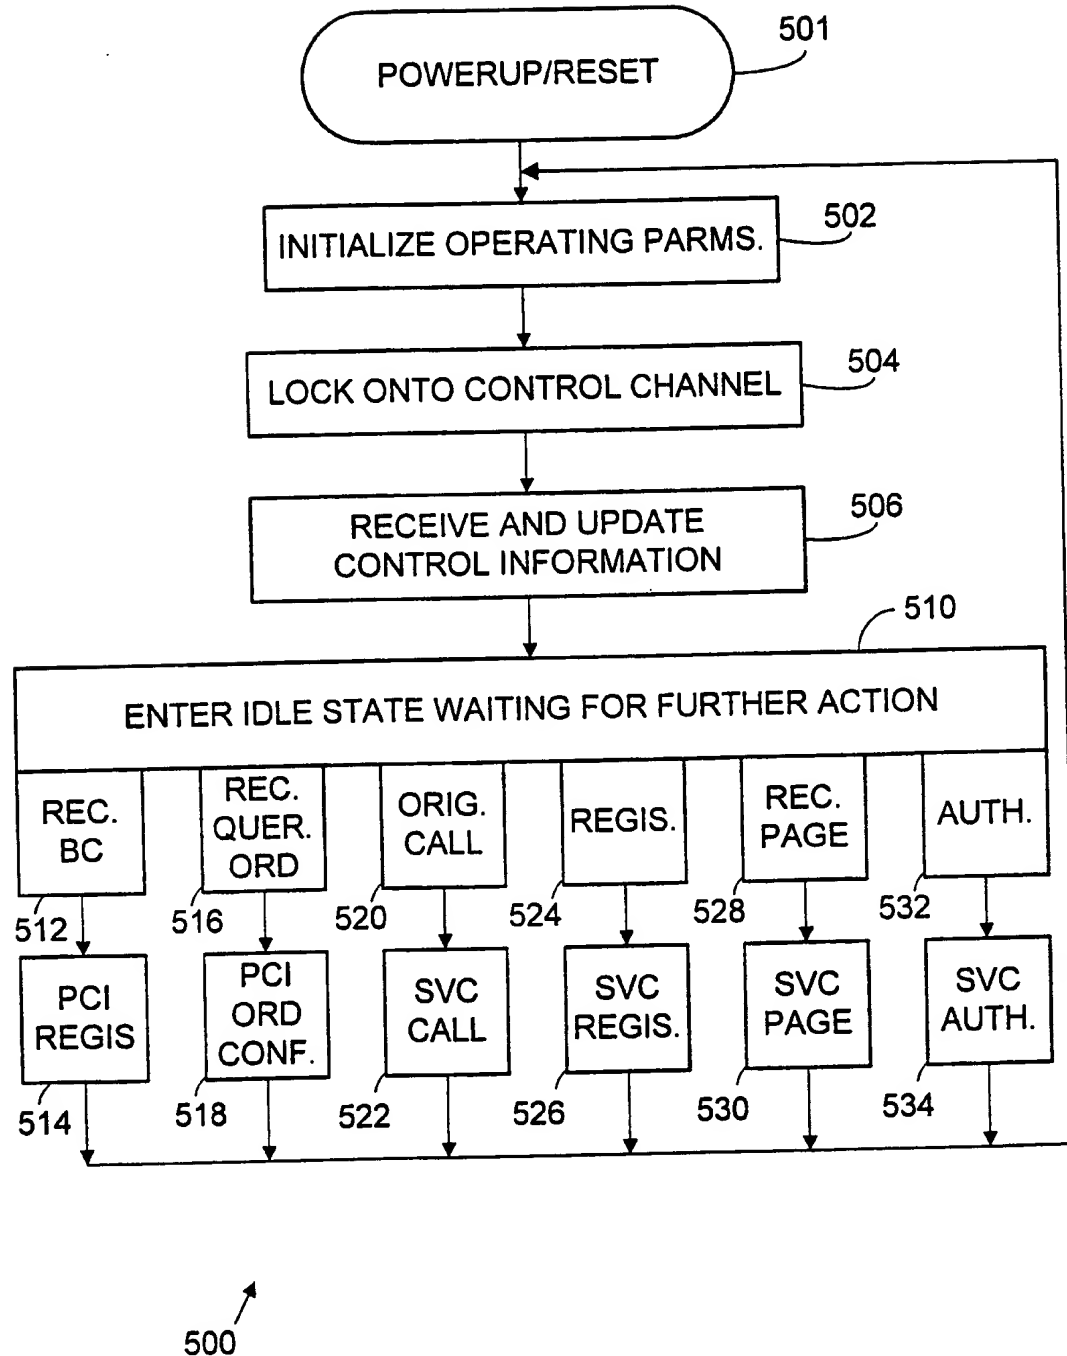 501
POWERUP/RESET
502
INITIALIZE OPERATING PARMS.
504
LOCK ONTO CONTROL CHANNEL
506
RECEIVE AND UPDATE
CONTROL INFORMATION
510
ENTER IDLE STATE WAITING FOR FURTHER ACTION
REC.
BC
REC.
QUER.
ORD
ORIG.
CALL
REGIS.
REC.
PAGE
AUTH.
512
516
520
524
528
532
PCI
REGIS
PCI
ORD
CONF.
SVC
CALL
SVC
REGIS.
SVC
PAGE
SVC
AUTH.
514
518
522
526
530
534
500